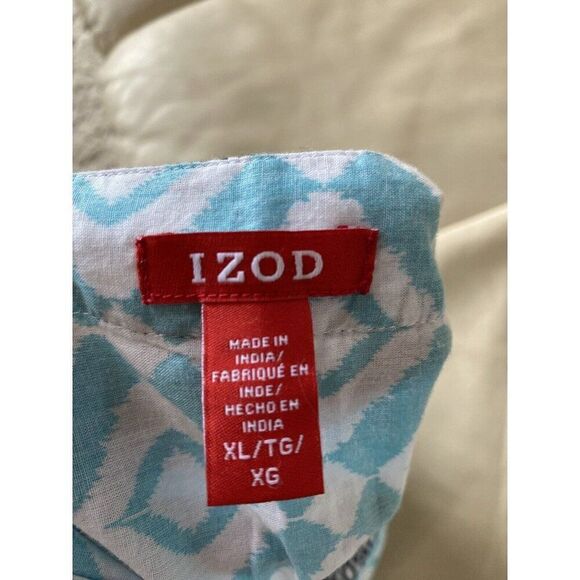 IZOD
MADE IN
INDIA/
FABRIQUÉ EN
INDE/
HECHO EN
INDIA
XL/TG/
XG